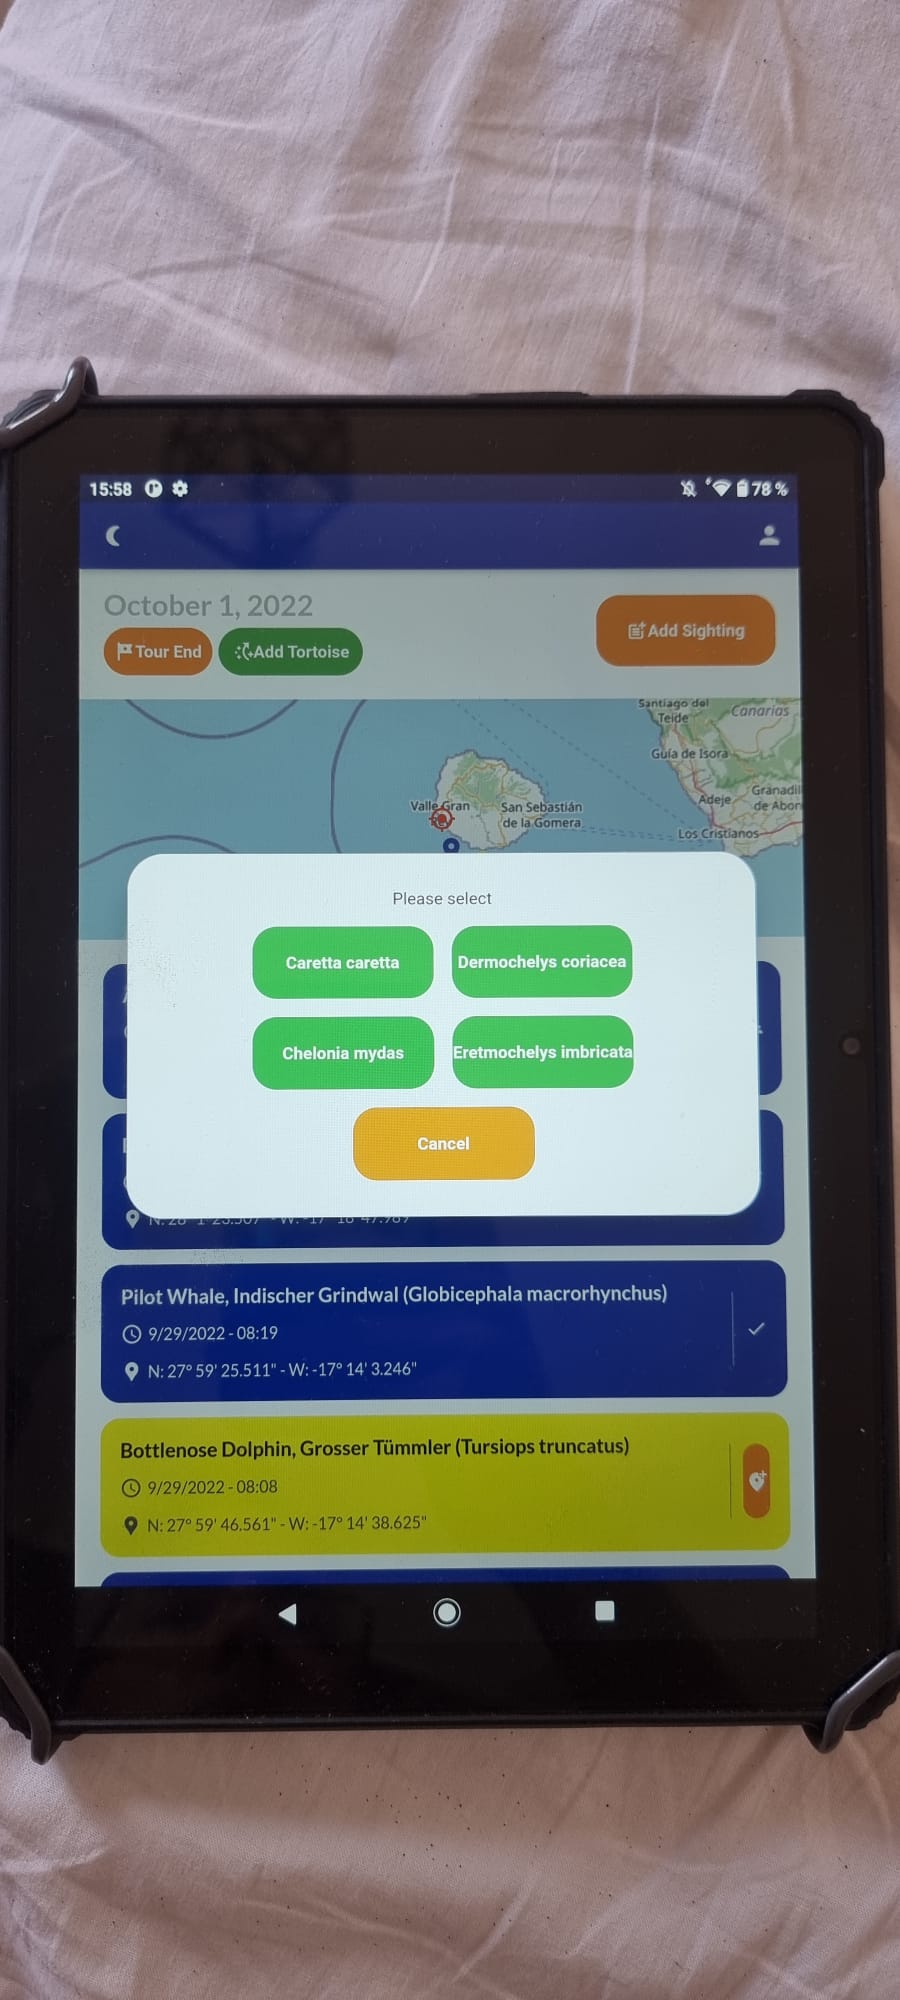 15:58
78 %
October 1, 2022
Tour End
Add Tortoise
Add Sighting
Santiago del
Teide
Canarias
Guía de Isora
Valle Gran
San Sebastián
de la Gomera
Adeje
Granadil
de Abon
Los Cristianos
Please select
Caretta caretta
Dermochelys coriacea
Chelonia mydas
Eretmochelys imbricata
Cancel
Pilot Whale, Indischer Grindwal (Globicephala macrorhynchus)
9/29/2022 - 08:19
N: 27° 59' 25.511" - W: -17° 14' 3.246"
Bottlenose Dolphin, Grosser Tümmler (Tursiops truncatus)
9/29/2022 - 08:08
N: 27° 59' 46.561" - W: -17° 14' 38.625"